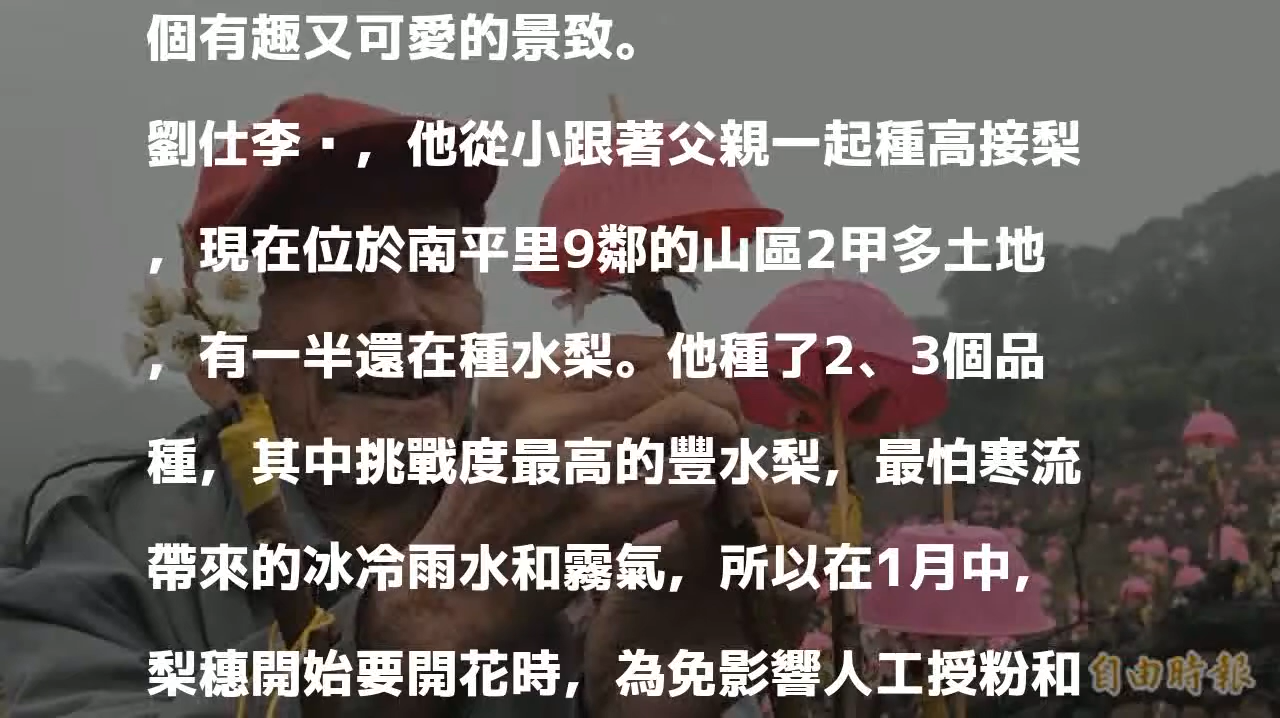 個有趣又可愛的景致。
劉仕李·，他從小跟著父親一起種高接梨
，現在位於南平里9鄰的山區2甲多土地
，有一半還在種水梨。他種了2、3個品
種，其中挑戰度最高的豐水梨，最怕寒流
帶來的冰冷雨水和霧氣，所以在1月中，
梨穗開始要開花時，為免影響人工授粉和
自由時報